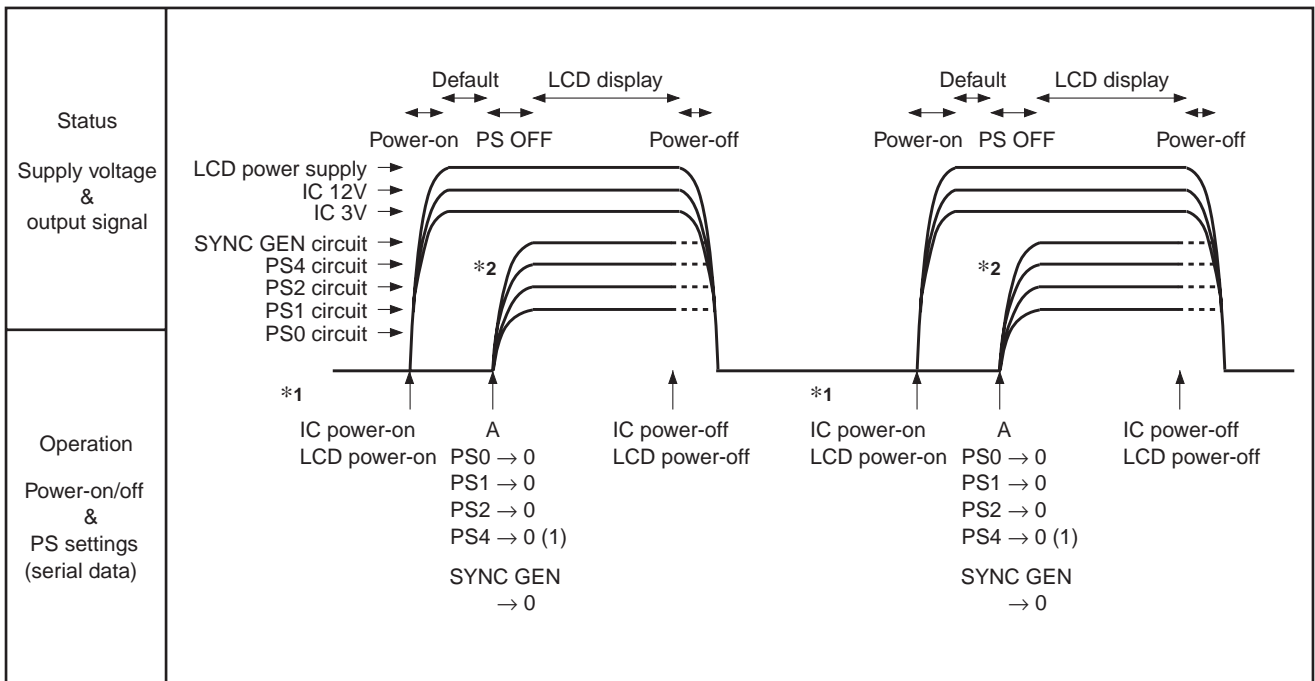 Status
Supply voltage
&
output signal
Operation
Power-on/off
&
PS settings
(serial data)
Default LCD display
Power-on PS OFF Power-off
LCD power supply
IC 12V
IC 3V
SYNC GEN circuit
PS4 circuit
PS2 circuit
PS1 circuit
PS0 circuit
*2
*1
IC power-on
LCD power-on
A
PS0 → 0
PS1 → 0
PS2 → 0
PS4 → 0 (1)
SYNC GEN
→ 0
IC power-off
LCD power-off
Default LCD display
Power-on PS OFF Power-off
*2
*1
IC power-on
LCD power-on
A
PS0 → 0
PS1 → 0
PS2 → 0
PS4 → 0 (1)
SYNC GEN
→ 0
IC power-off
LCD power-off